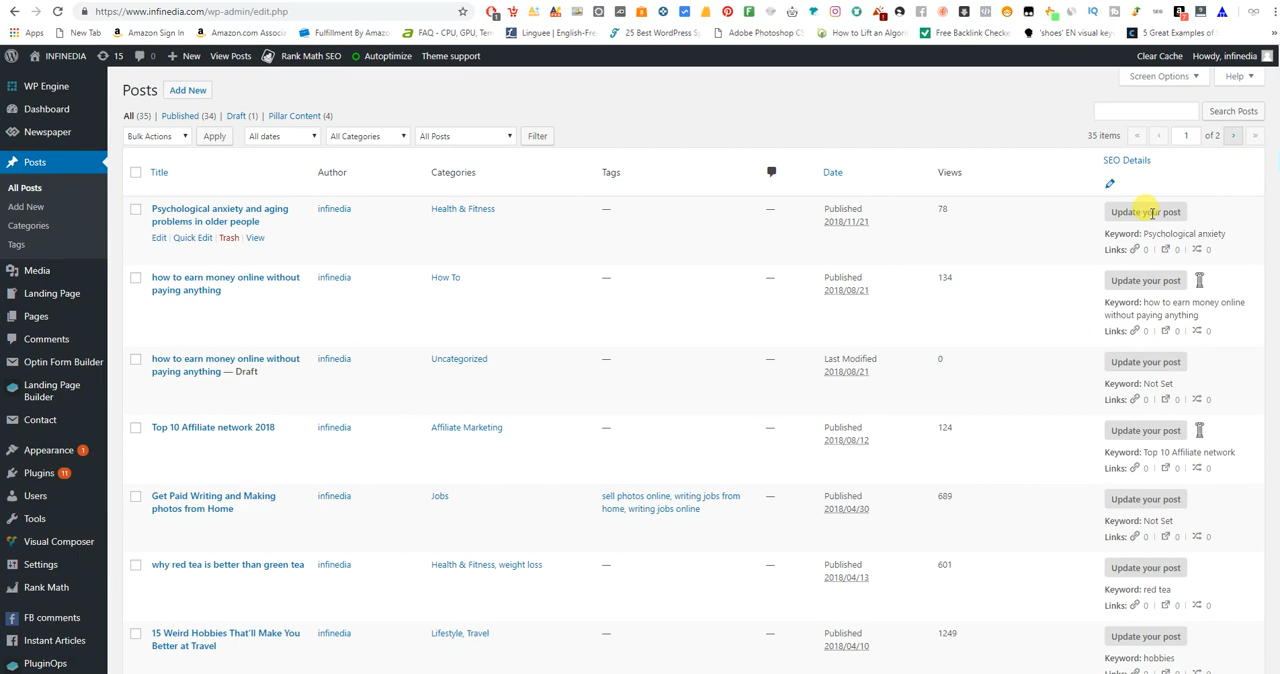 https://www.infinedia.com/wp-admin/edit.php
Apps New Tab Amazon Sign In Amazon.com Associa Fulfillment By Amazo FAQ - CPU, GPU, Ter Linguee | English-Fre 25 Best WordPress S Adobe Photoshop C How to Lift an Algori Free Backlink Checke 'shoes' EN visual key 5 Great Examples of »
INFINEDIA 15 0 + New View Posts Rank Math SEO Autoptimize Theme support Clear Cache Howdy, infinedia
WP Engine
Dashboard
Newspaper
Posts
All Posts
Add New
Categories
Tags
Media
Landing Page
Pages
Comments
Optin Form Builder
Landing Page
Builder
Contact
Appearance 1
Plugins 11
Users
Tools
Visual Composer
Settings
Rank Math
FB comments
Instant Articles
PluginOps
Screen Options Help
Posts Add New
All (35) | Published (34) | Draft (1) | Pillar Content (4)
Search Posts
Bulk Actions Apply All dates All Categories All Posts Filter
35 items « ‹ 1 of 2 › »
Title Author Categories Tags Date Views SEO Details
Psychological anxiety and aging
problems in older people
Edit | Quick Edit | Trash | View
infinedia
Health & Fitness
—
—
Published
2018/11/21
78
Update your post
Keyword: Psychological anxiety
Links: 0 | 0 | 0
how to earn money online without
paying anything
infinedia
How To
—
—
Published
2018/08/21
134
Update your post
Keyword: how to earn money online
without paying anything
Links: 0 | 0 | 0
how to earn money online without
paying anything — Draft
infinedia
Uncategorized
—
—
Last Modified
2018/08/21
0
Update your post
Keyword: Not Set
Links: 0 | 0 | 0
Top 10 Affiliate network 2018
infinedia
Affiliate Marketing
—
—
Published
2018/08/12
124
Update your post
Keyword: Top 10 Affiliate network
Links: 0 | 0 | 0
Get Paid Writing and Making
photos from Home
infinedia
Jobs
sell photos online, writing jobs from
home, writing jobs online
—
Published
2018/04/30
689
Update your post
Keyword: Not Set
Links: 0 | 0 | 0
why red tea is better than green tea
infinedia
Health & Fitness, weight loss
—
—
Published
2018/04/13
601
Update your post
Keyword: red tea
Links: 0 | 0 | 0
15 Weird Hobbies That'll Make You
Better at Travel
infinedia
Lifestyle, Travel
—
—
Published
2018/04/10
1249
Update your post
Keyword: hobbies